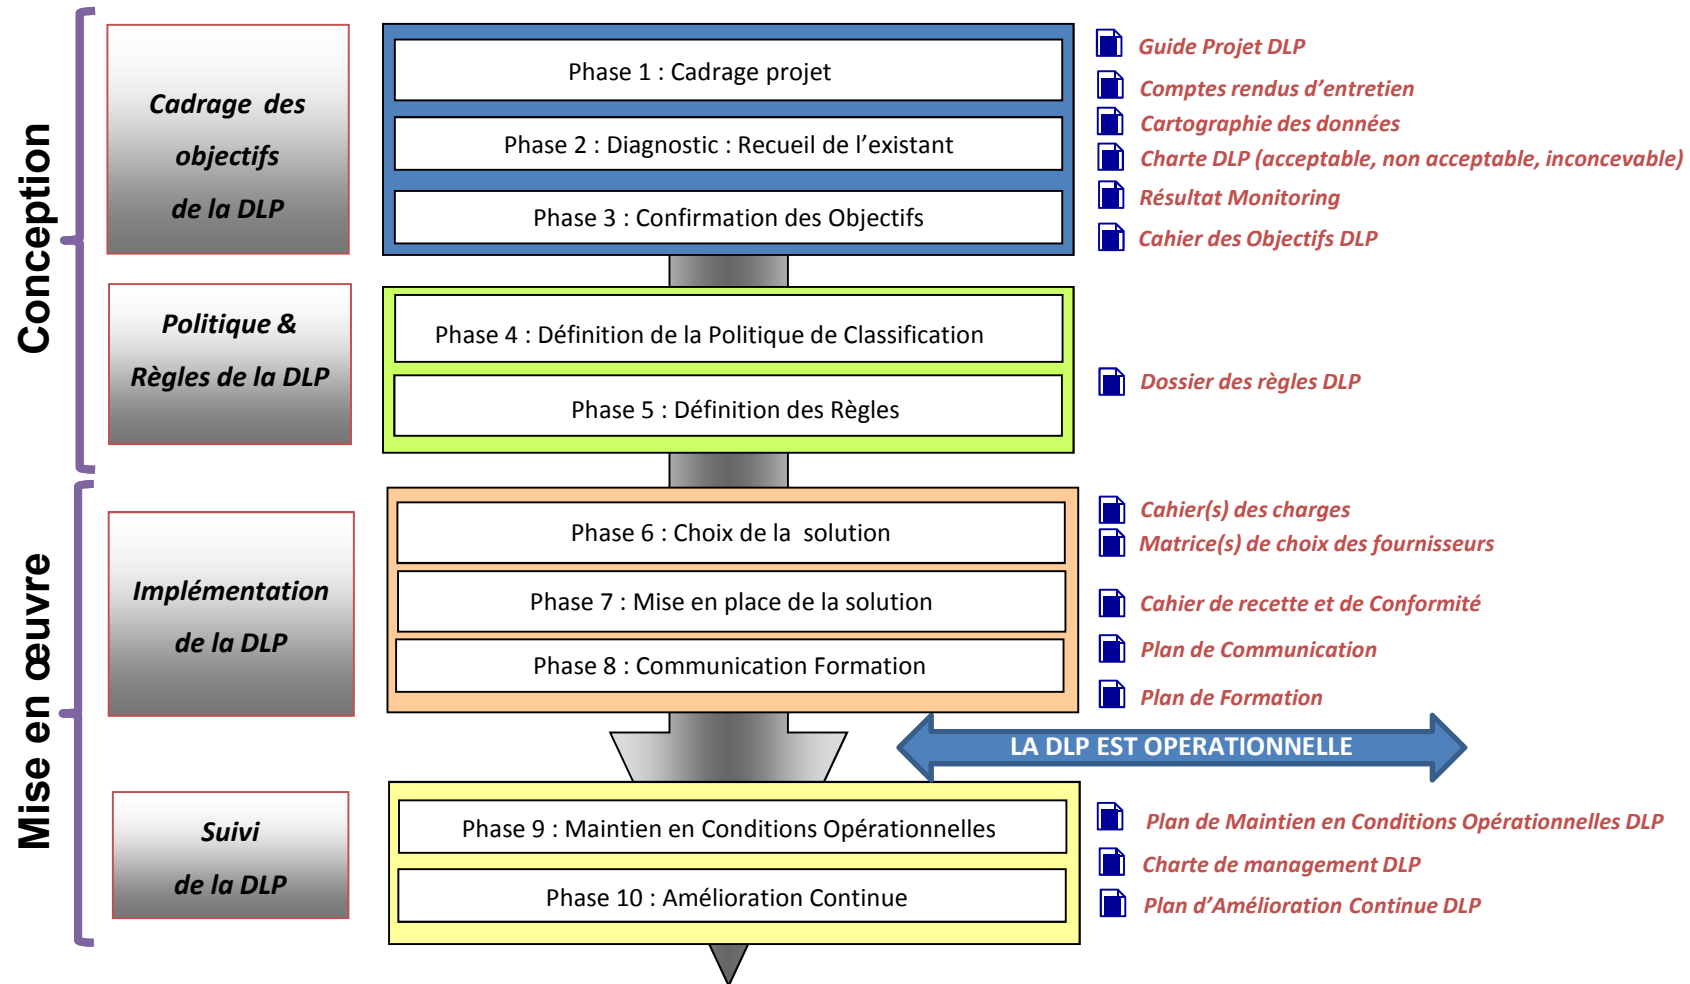 Conception
Cadrage des
objectifs
de la DLP
Phase 1 : Cadrage projet
Phase 2 : Diagnostic : Recueil de l’existant
Phase 3 : Confirmation des Objectifs
Guide Projet DLP
Comptes rendus d’entretien
Cartographie des données
Charte DLP (acceptable, non acceptable, inconcevable)
Résultat Monitoring
Cahier des Objectifs DLP
Politique &
Règles de la DLP
Phase 4 : Définition de la Politique de Classification
Phase 5 : Définition des Règles
Dossier des règles DLP
Mise en œuvre
Implémentation
de la DLP
Phase 6 : Choix de la solution
Phase 7 : Mise en place de la solution
Phase 8 : Communication Formation
Cahier(s) des charges
Matrice(s) de choix des fournisseurs
Cahier de recette et de Conformité
Plan de Communication
Plan de Formation
LA DLP EST OPERATIONNELLE
Suivi
de la DLP
Phase 9 : Maintien en Conditions Opérationnelles
Phase 10 : Amélioration Continue
Plan de Maintien en Conditions Opérationnelles DLP
Charte de management DLP
Plan d’Amélioration Continue DLP